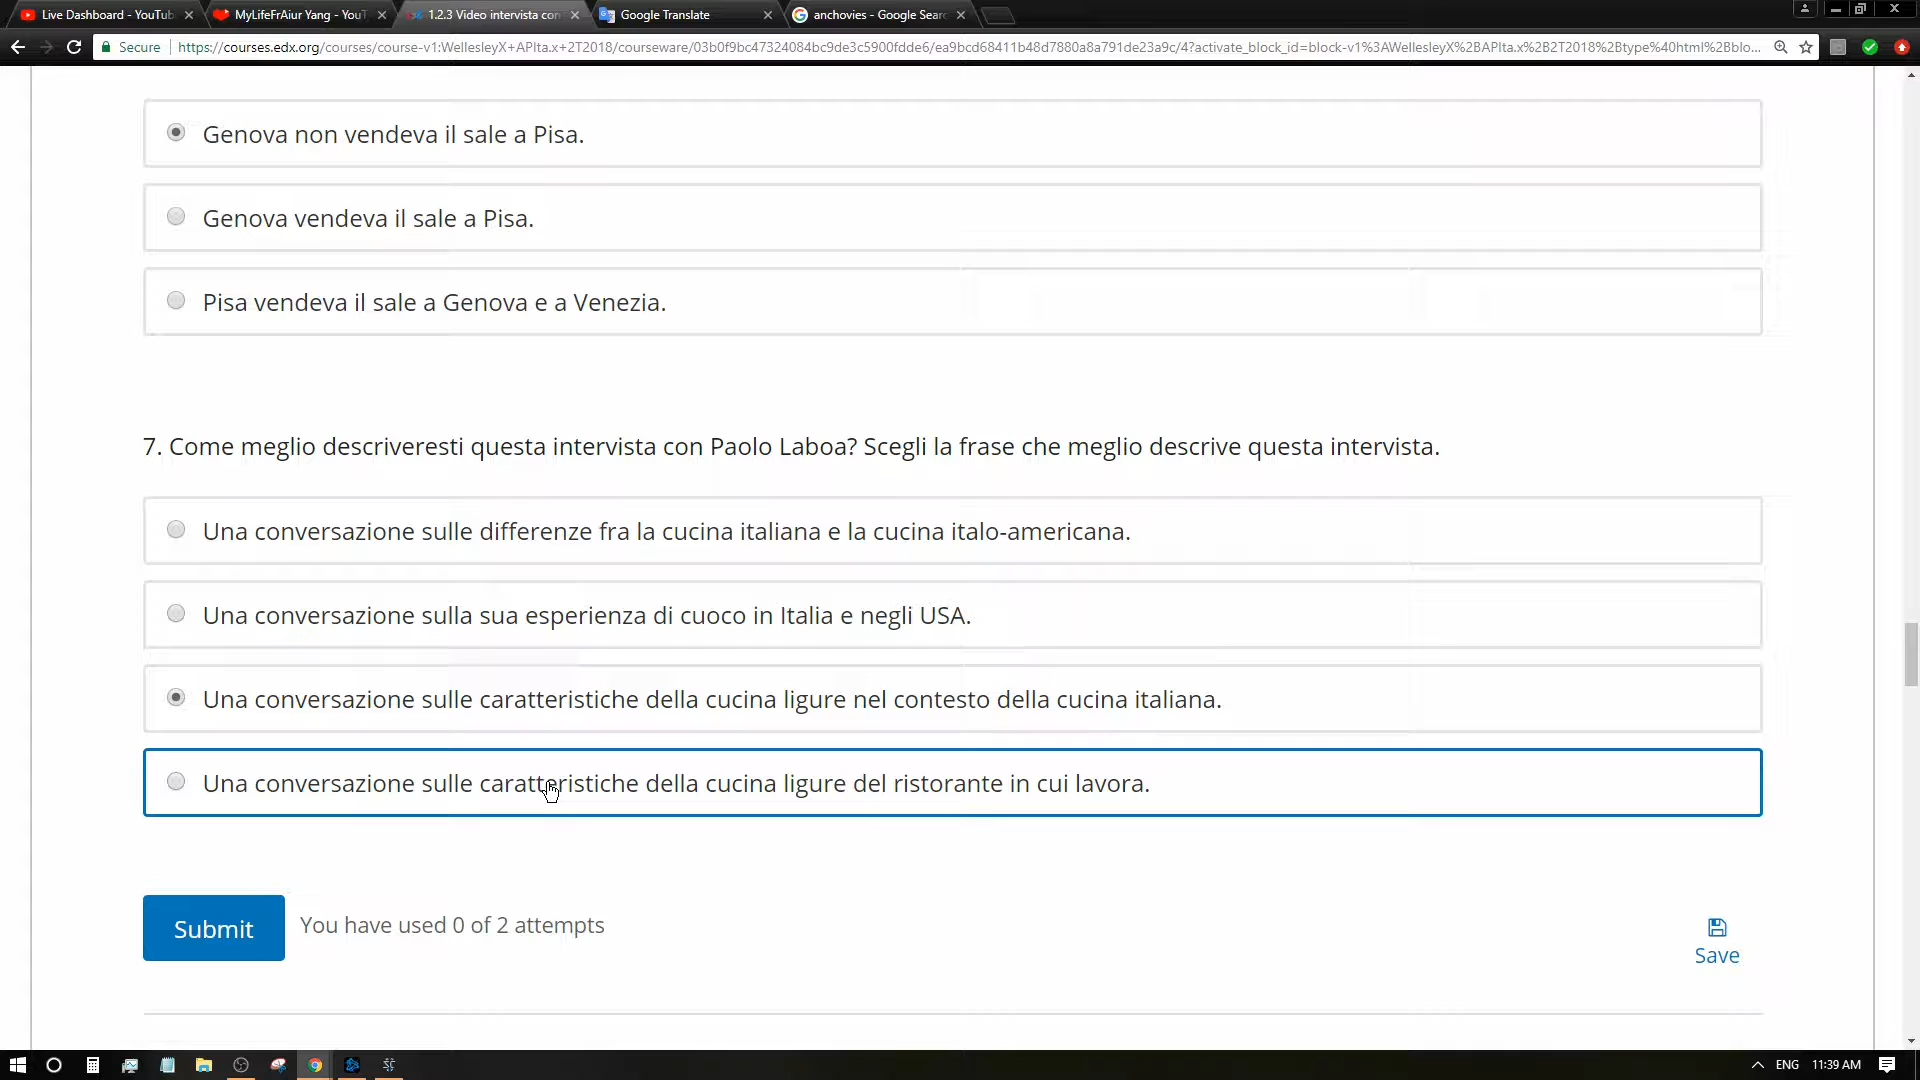 Live Dashboard - YouTub
MyLifeFrAiur Yang - YouT
1.2.3 Video intervista con
Google Translate
anchovies - Google Searc
Secure
https://courses.edx.org/courses/course-v1:WellesleyX+APIta.x+2T2018/courseware/03b0f9bc47324084bc9de3c5900fdde6/ea9bcd68411b48d7880a8a791de23a9c/4?activate_block_id=block-v1%3AWellesleyX%2BAPIta.x%2B2T2018%2Btype%40html%2Bblo...
Genova non vendeva il sale a Pisa.
Genova vendeva il sale a Pisa.
Pisa vendeva il sale a Genova e a Venezia.
7. Come meglio descriveresti questa intervista con Paolo Laboa? Scegli la frase che meglio descrive questa intervista.
Una conversazione sulle differenze fra la cucina italiana e la cucina italo-americana.
Una conversazione sulla sua esperienza di cuoco in Italia e negli USA.
Una conversazione sulle caratteristiche della cucina ligure nel contesto della cucina italiana.
Una conversazione sulle caratteristiche della cucina ligure del ristorante in cui lavora.
Submit
You have used 0 of 2 attempts
Save
ENG
11:39 AM